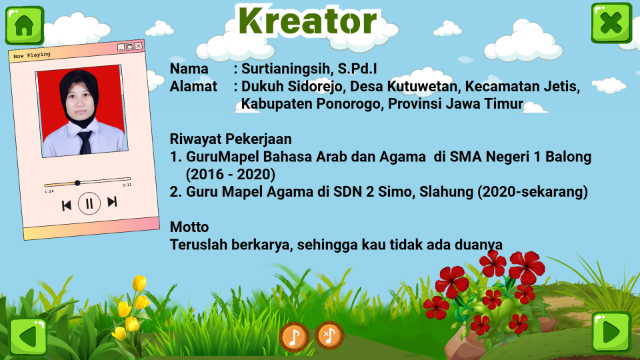 Kreator
Now Playing
1:24
3:11
Nama : Surtianingsih, S.Pd.I
Alamat : Dukuh Sidorejo, Desa Kutuwetan, Kecamatan Jetis,
Kabupaten Ponorogo, Provinsi Jawa Timur
Riwayat Pekerjaan
1. GuruMapel Bahasa Arab dan Agama di SMA Negeri 1 Balong
(2016 - 2020)
2. Guru Mapel Agama di SDN 2 Simo, Slahung (2020-sekarang)
Motto
Teruslah berkarya, sehingga kau tidak ada duanya